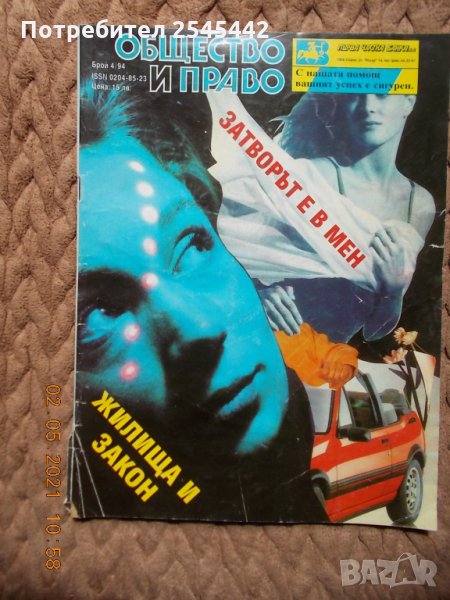 Потребител 2545442
ОБЩЕСТВО
И ПРАВО
Брой 4/94
ISSN 0204-85-23
Цена: 15 лв.
С нашата помощ
вашият успех е сигурен.
ЗАТВОРЪТ Е В МЕН
ЖИЛИЩА И
ЗАКОН
02 05 2021 10:58
BAZAR